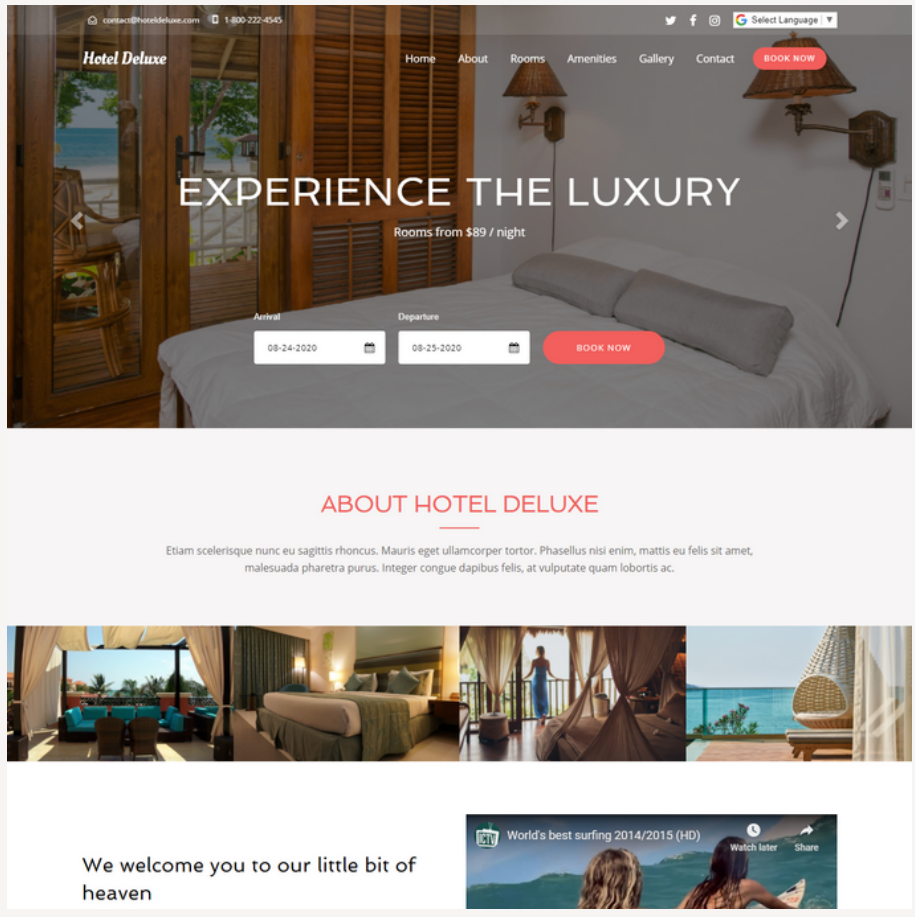 contact@hoteldeluxe.com 1-800-222-4545 Select Language ▼
Hotel Deluxe Home About Rooms Amenities Gallery Contact BOOK NOW
EXPERIENCE THE LUXURY
Rooms from $89 / night
Arrival Departure
08-24-2020 08-25-2020 BOOK NOW
ABOUT HOTEL DELUXE
Etiam scelerisque nunc eu sagittis rhoncus. Mauris eget ullamcorper tortor. Phasellus nisi enim, mattis eu felis sit amet,
malesuada pharetra purus. Integer congue dapibus felis, at vulputate quam lobortis ac.
ICTV World's best surfing 2014/2015 (HD) Watch later Share
We welcome you to our little bit of
heaven